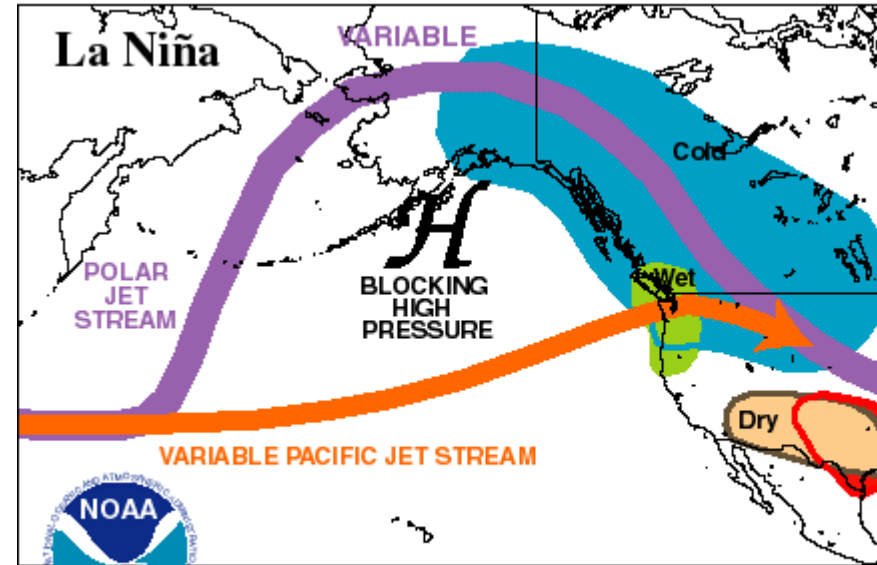 La Niña
VARIABLE
Cold
H
POLAR
JET
STREAM
BLOCKING
HIGH
PRESSURE
Wet
Dry
VARIABLE PACIFIC JET STREAM
NOAA